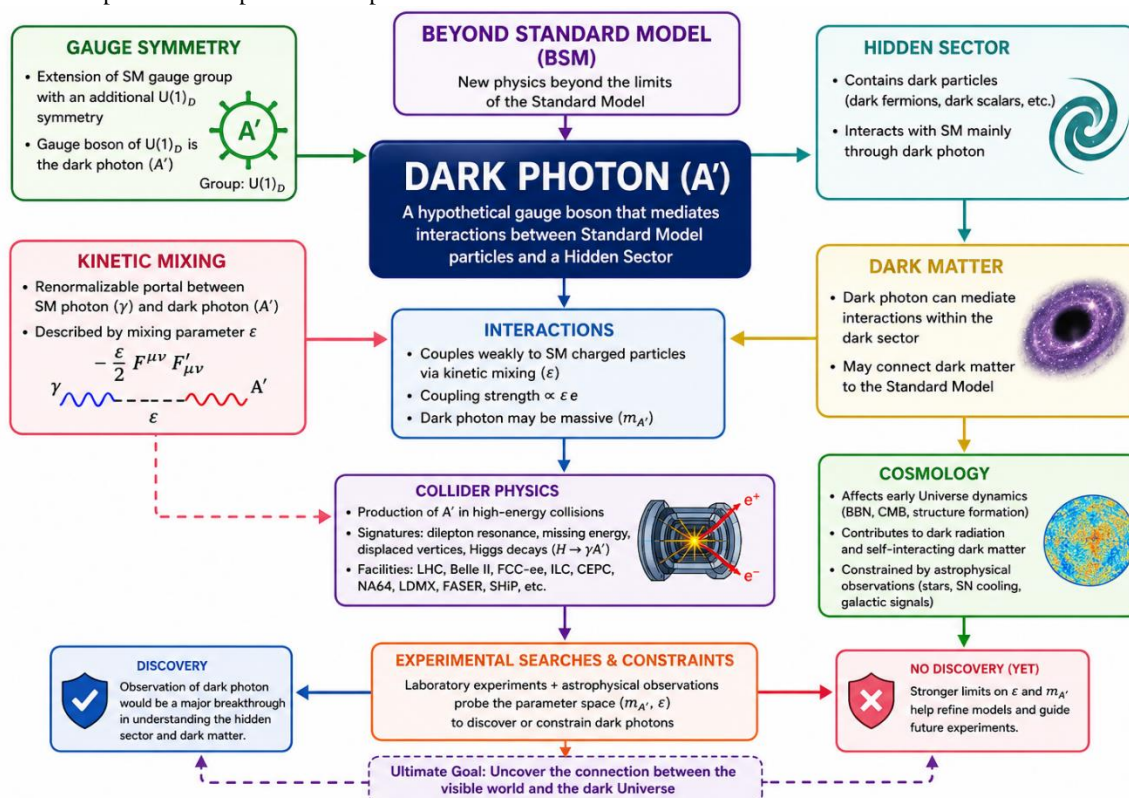 GAUGE SYMMETRY
• Extension of SM gauge group
with an additional U(1)_D
symmetry
• Gauge boson of U(1)_D is
the dark photon (A′)
A′
Group: U(1)_D
BEYOND STANDARD MODEL
(BSM)
New physics beyond the limits
of the Standard Model
HIDDEN SECTOR
• Contains dark particles
(dark fermions, dark scalars, etc.)
• Interacts with SM mainly
through dark photon
DARK PHOTON (A′)
A hypothetical gauge boson that mediates
interactions between Standard Model
particles and a Hidden Sector
KINETIC MIXING
• Renormalizable portal between
SM photon (γ) and dark photon (A′)
• Described by mixing parameter ε
− ε/2 F^μν F′_μν
γ A′
ε
INTERACTIONS
• Couples weakly to SM charged particles
via kinetic mixing (ε)
• Coupling strength ∝ ε e
• Dark photon may be massive (m_A′)
DARK MATTER
• Dark photon can mediate
interactions within the
dark sector
• May connect dark matter
to the Standard Model
COLLIDER PHYSICS
• Production of A′ in high-energy collisions
• Signatures: dilepton resonance, missing energy,
displaced vertices, Higgs decays (H → γA′)
• Facilities: LHC, Belle II, FCC-ee, ILC, CEPC,
NA64, LDMX, FASER, SHiP, etc.
e⁺
e⁻
COSMOLOGY
• Affects early Universe dynamics
(BBN, CMB, structure formation)
• Contributes to dark radiation
and self-interacting dark matter
• Constrained by astrophysical
observations (stars, SN cooling,
galactic signals)
DISCOVERY
Observation of dark photon
would be a major breakthrough
in understanding the hidden
sector and dark matter.
EXPERIMENTAL SEARCHES & CONSTRAINTS
Laboratory experiments + astrophysical observations
probe the parameter space (m_A′, ε)
to discover or constrain dark photons
NO DISCOVERY (YET)
Stronger limits on ε and m_A′
help refine models and guide
future experiments.
Ultimate Goal: Uncover the connection between the
visible world and the dark Universe